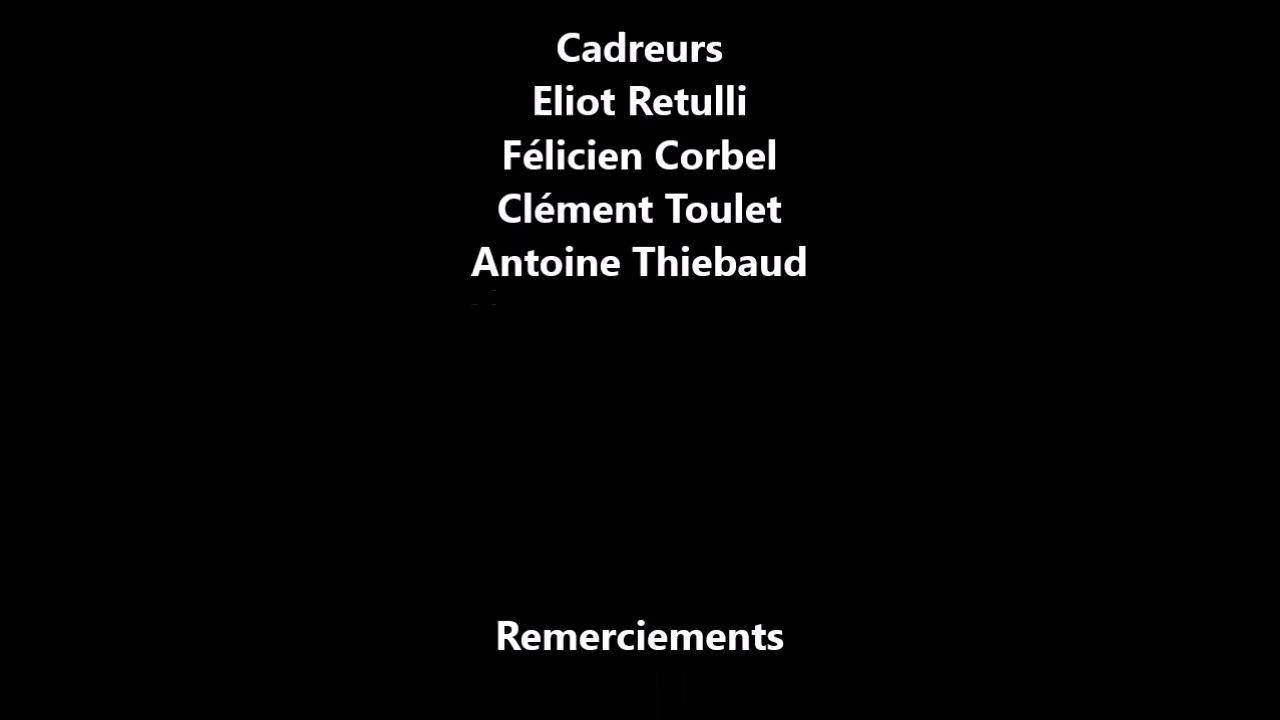 Cadreurs
Eliot Retulli
Félicien Corbel
Clément Toulet
Antoine Thiebaud
Remerciements